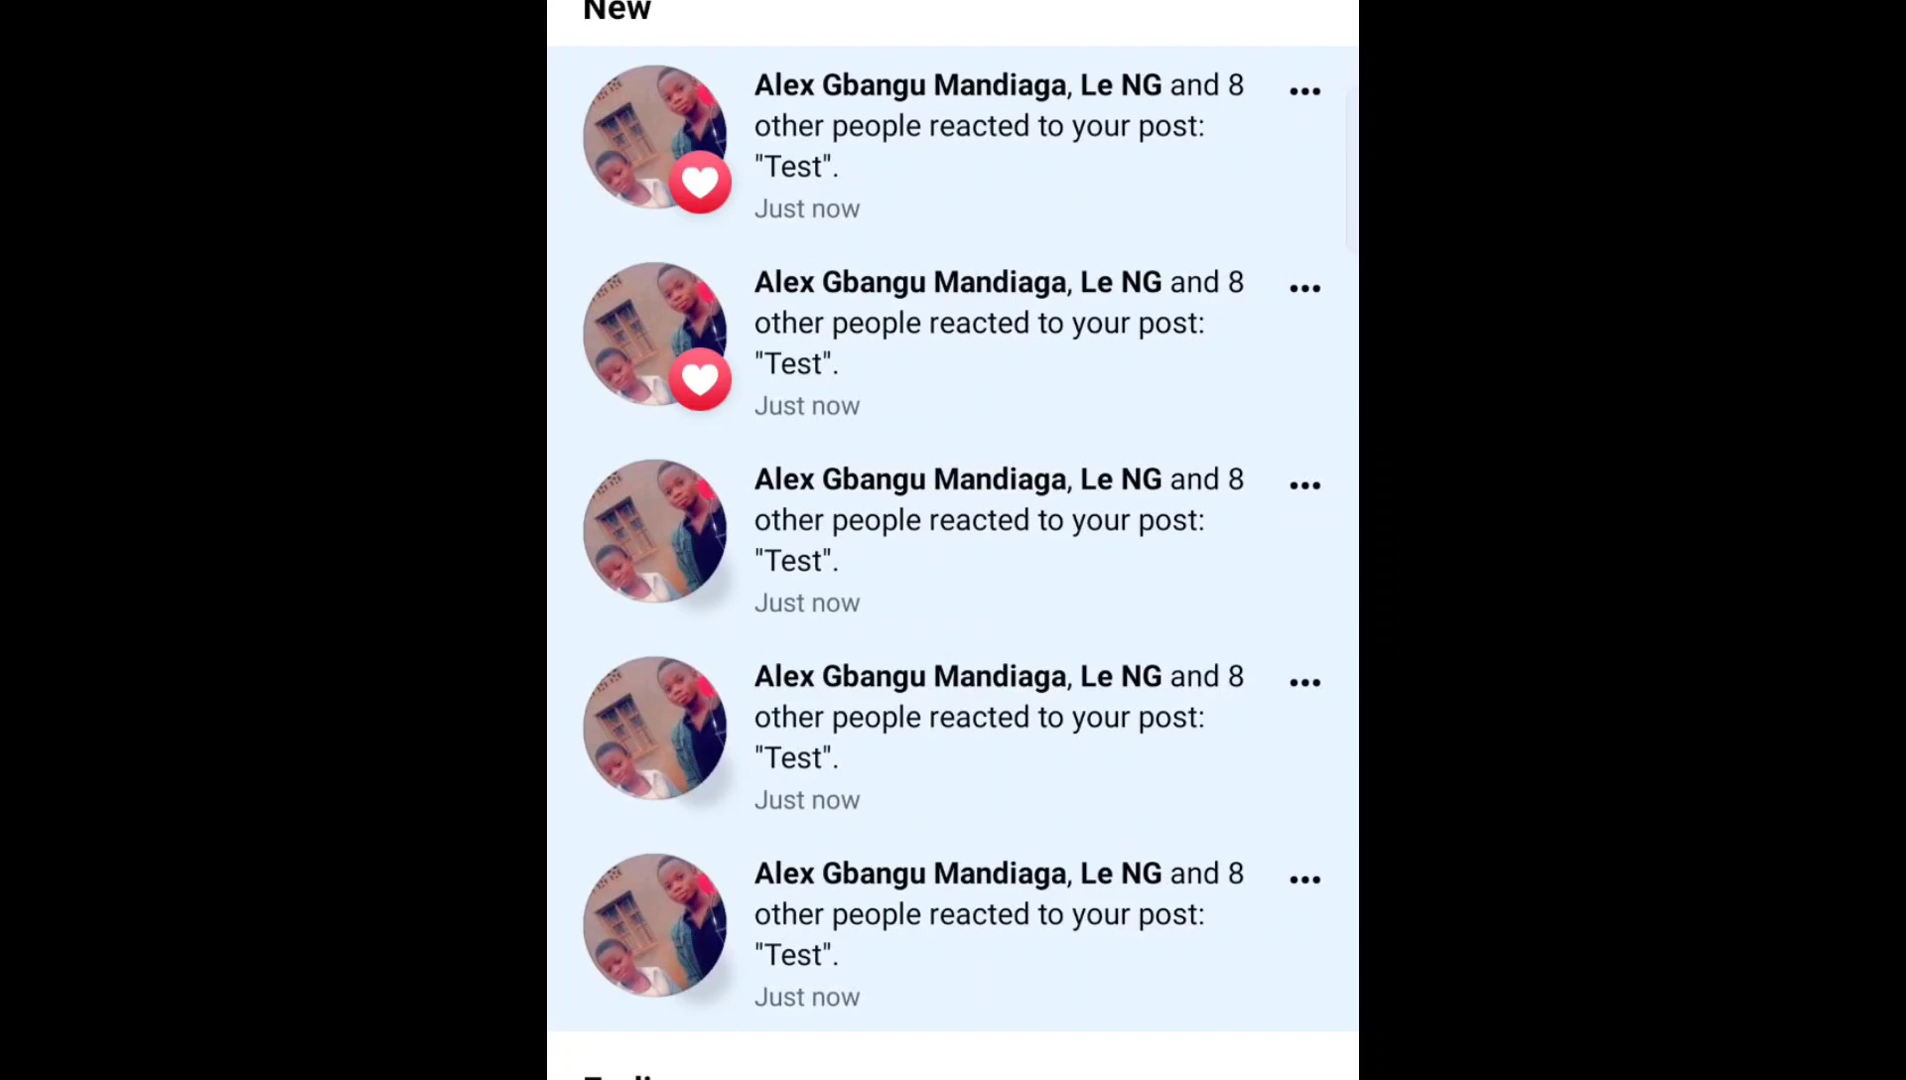 New
Alex Gbangu Mandiaga, Le NG and 8
other people reacted to your post:
"Test".
Just now
Alex Gbangu Mandiaga, Le NG and 8
other people reacted to your post:
"Test".
Just now
Alex Gbangu Mandiaga, Le NG and 8
other people reacted to your post:
"Test".
Just now
Alex Gbangu Mandiaga, Le NG and 8
other people reacted to your post:
"Test".
Just now
Alex Gbangu Mandiaga, Le NG and 8
other people reacted to your post:
"Test".
Just now